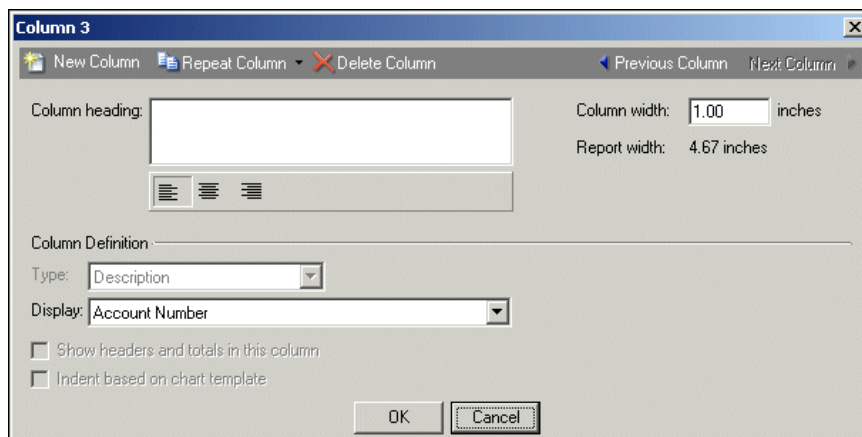 Column 3
New Column Repeat Column Delete Column Previous Column Next Column
Column heading: Column width: 1.00 inches
Report width: 4.67 inches
Column Definition
Type: Description
Display: Account Number
Show headers and totals in this column
Indent based on chart template
OK Cancel